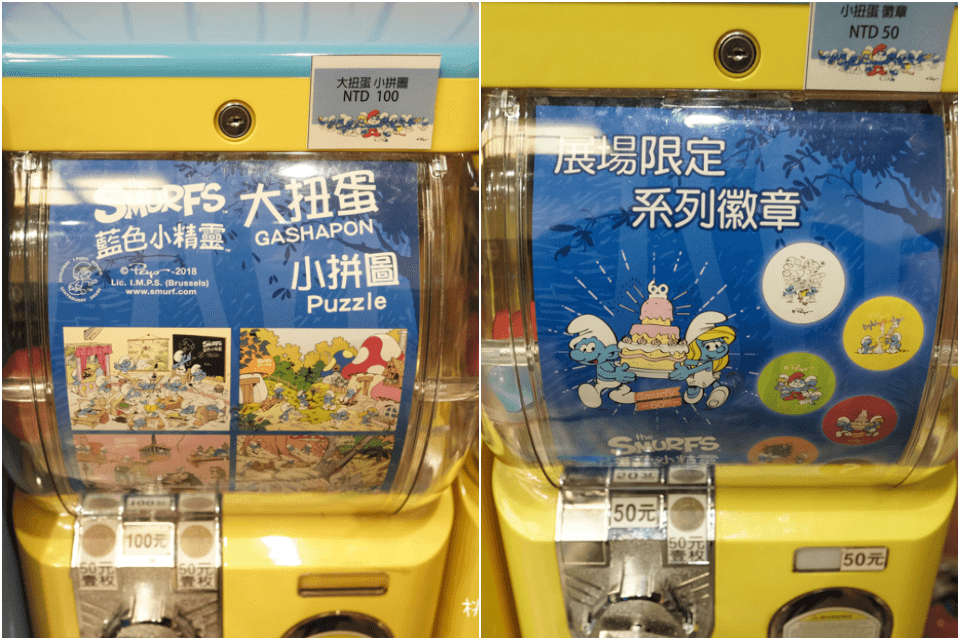 大扭蛋 小拼圖
NTD 100
SMURFS
藍色小精靈
大扭蛋
GASHAPON
小拼圖
Puzzle
© Peyo -2018
Lic. I.M.P.S. (Brussels)
www.smurf.com
100元
50元
壹枚
50元
壹枚
小扭蛋 徽章
NTD 50
展場限定
系列徽章
60
the
SMURFS
50元
50元
壹枚
50元